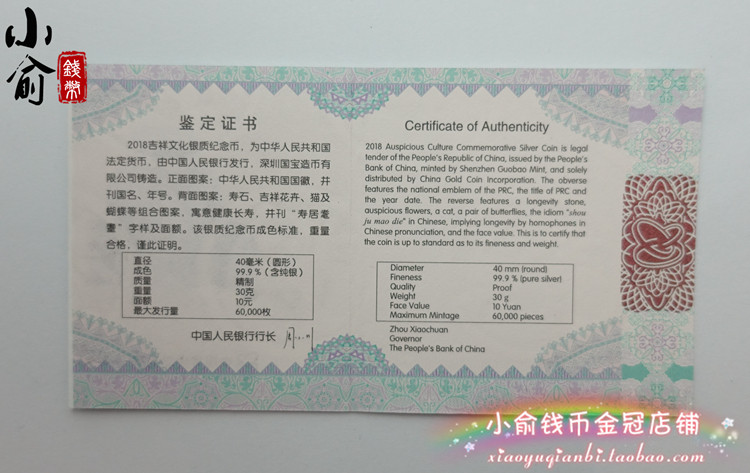 小俞
錢幣
鉴定证书
2018吉祥文化银质纪念币，为中华人民共和国
法定货币，由中国人民银行发行，深圳国宝造币有
限公司铸造。正面图案：中华人民共和国国徽，并
刊国名、年号。背面图案：寿石、吉祥花卉、猫及
蝴蝶等组合图案，寓意健康长寿，并刊“寿居耄
耋”字样及面额。该银质纪念币成色标准，重量
合格，谨此证明。
直径 40毫米（圆形）
成色 99.9％（含纯银）
质量 精制
重量 30克
面额 10元
最大发行量 60,000枚
中国人民银行行长
Certificate of Authenticity
2018 Auspicious Culture Commemorative Silver Coin is legal
tender of the People's Republic of China, issued by the People's
Bank of China, minted by Shenzhen Guobao Mint, and solely
distributed by China Gold Coin Incorporation. The obverse
features the national emblem of the PRC, the title of PRC and
the year date. The reverse features a longevity stone,
auspicious flowers, a cat, a pair of butterflies, the idiom "shou
ju mao die" in Chinese, implying longevity by homophones in
Chinese pronunciation, and the face value. This is to certify that
the coin is up to standard as to its fineness and weight.
Diameter 40 mm (round)
Fineness 99.9 % (pure silver)
Quality Proof
Weight 30 g
Face Value 10 Yuan
Maximum Mintage 60,000 pieces
Zhou Xiaochuan
Governor
The People's Bank of China
小俞钱币金冠店铺
xiaoyuqianbi.taobao.com